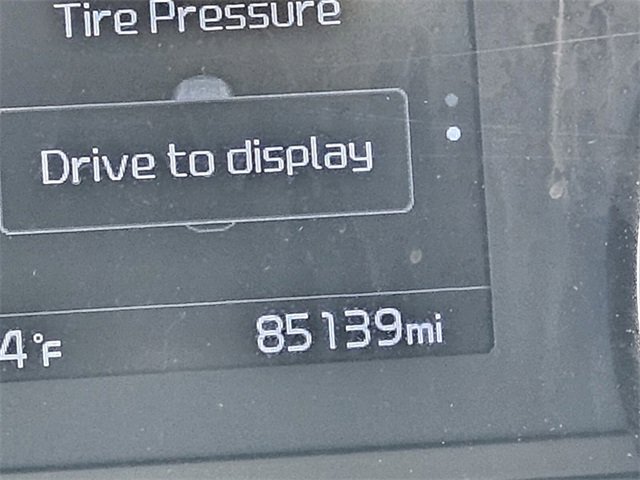 Tire Pressure
Drive to display
4°F 85139mi